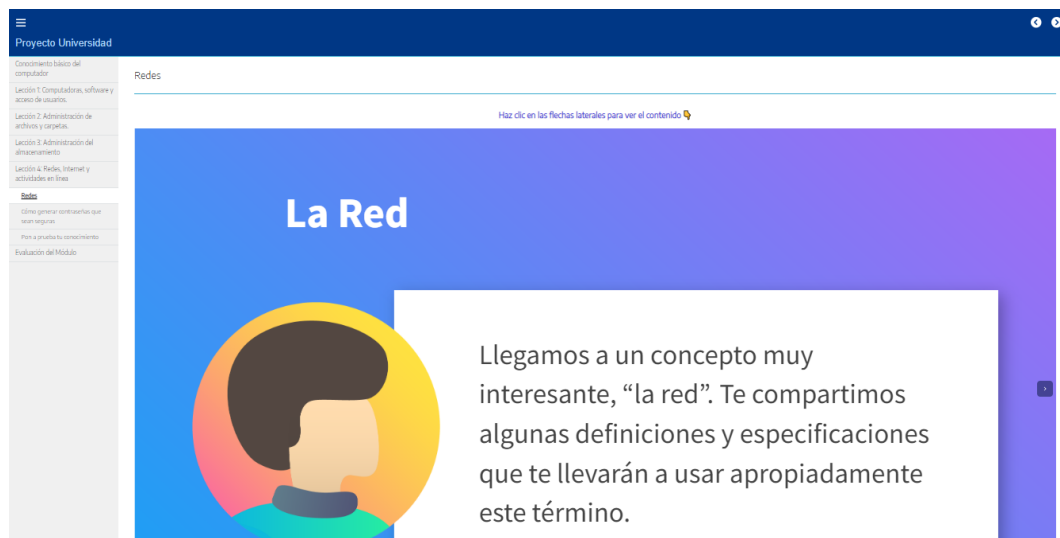 Proyecto Universidad
Conocimiento básico del
computador
Lección 1: Computadoras, software y
acceso de usuarios.
Lección 2: Administración de
archivos y carpetas.
Lección 3: Administración del
almacenamiento
Lección 4: Redes, Internet y
actividades en línea
Redes
Cómo generar contraseñas que
sean seguras
Pon a prueba tu conocimiento
Evaluación del Módulo
Redes
Haz clic en las flechas laterales para ver el contenido
La Red
Llegamos a un concepto muy
interesante, “la red”. Te compartimos
algunas definiciones y especificaciones
que te llevarán a usar apropiadamente
este término.